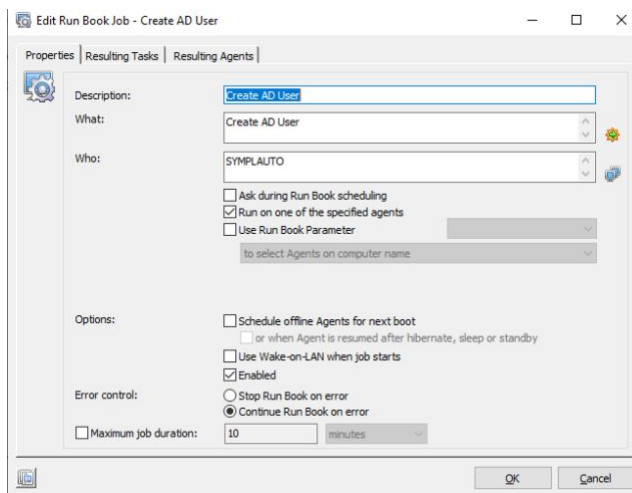 Edit Run Book Job - Create AD User
Properties Resulting Tasks Resulting Agents
Description: Create AD User
What: Create AD User
Who: SYMPLAUTO
Ask during Run Book scheduling
Run on one of the specified agents
Use Run Book Parameter
to select Agents on computer name
Options: Schedule offline Agents for next boot
or when Agent is resumed after hibernate, sleep or standby
Use Wake-on-LAN when job starts
Enabled
Error control: Stop Run Book on error
Continue Run Book on error
Maximum job duration: 10 minutes
OK Cancel